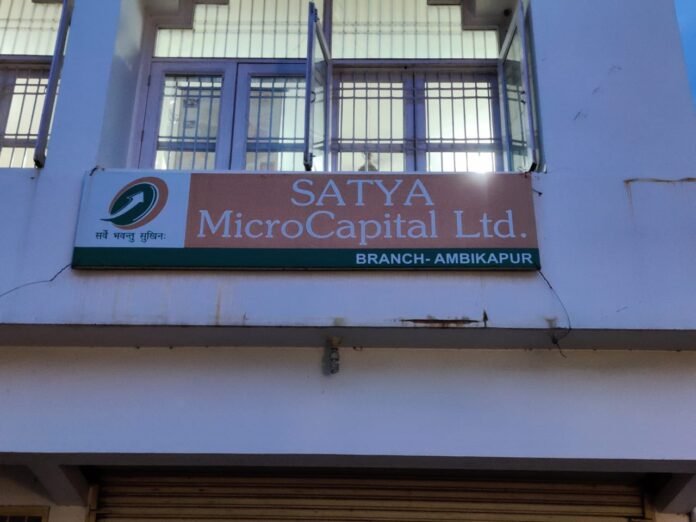 SATYA
MicroCapital Ltd.
सर्वे भवन्तु सुखिनः
BRANCH- AMBIKAPUR